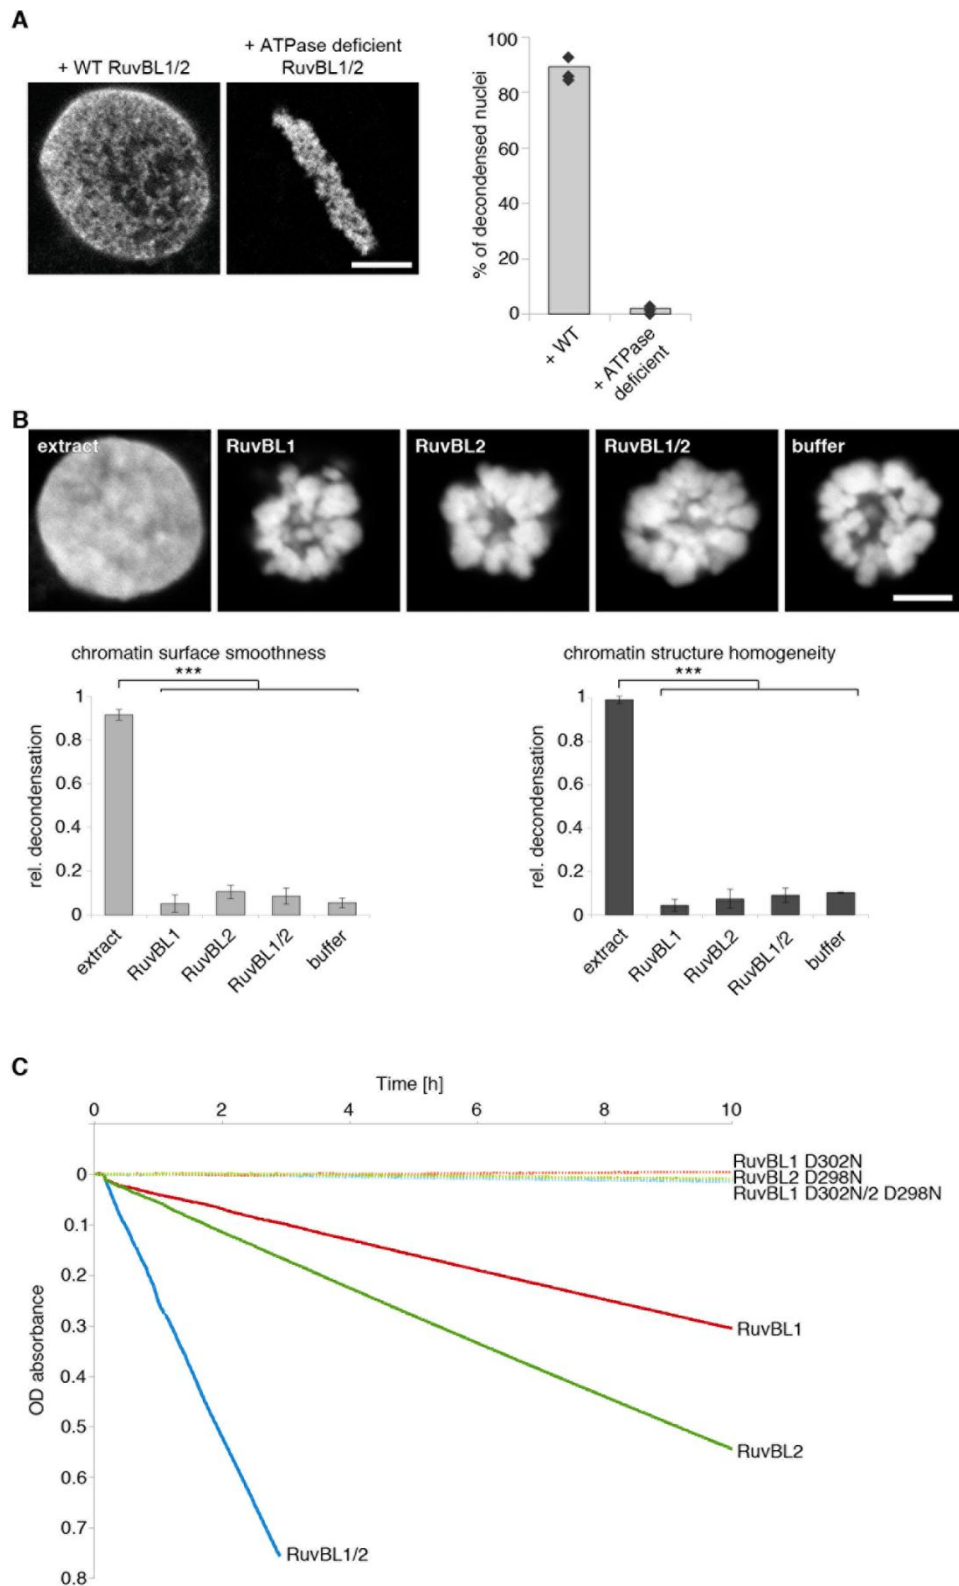 A
+ WT RuvBL1/2
+ ATPase deficient
RuvBL1/2
% of decondensed nuclei
100
80
60
40
20
0
+ WT
+ ATPase
deficient
B
extract
RuvBL1
RuvBL2
RuvBL1/2
buffer
chromatin surface smoothness
***
rel. decondensation
1
0.8
0.6
0.4
0.2
0
extract
RuvBL1
RuvBL2
RuvBL1/2
buffer
chromatin structure homogeneity
***
rel. decondensation
1
0.8
0.6
0.4
0.2
0
extract
RuvBL1
RuvBL2
RuvBL1/2
buffer
C
Time [h]
0 2 4 6 8 10
OD absorbance
0
0.1
0.2
0.3
0.4
0.5
0.6
0.7
0.8
RuvBL1 D302N
RuvBL2 D298N
RuvBL1 D302N/2 D298N
RuvBL1
RuvBL2
RuvBL1/2